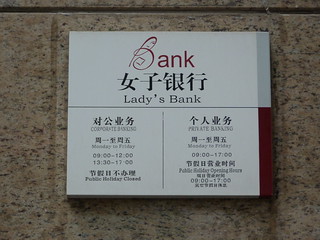 Bank
女子银行
Lady's Bank
对公业务
CORPORATE BANKING
周一至周五
Monday to Friday
09:00-12:00
13:30-17:00
节假日不办理
Public Holiday Closed
个人业务
PRIVATE BANKING
周一至周五
Monday to Friday
08:00-17:00
节假日营业时间
Public Holiday Opening Hours
09:00-17:00